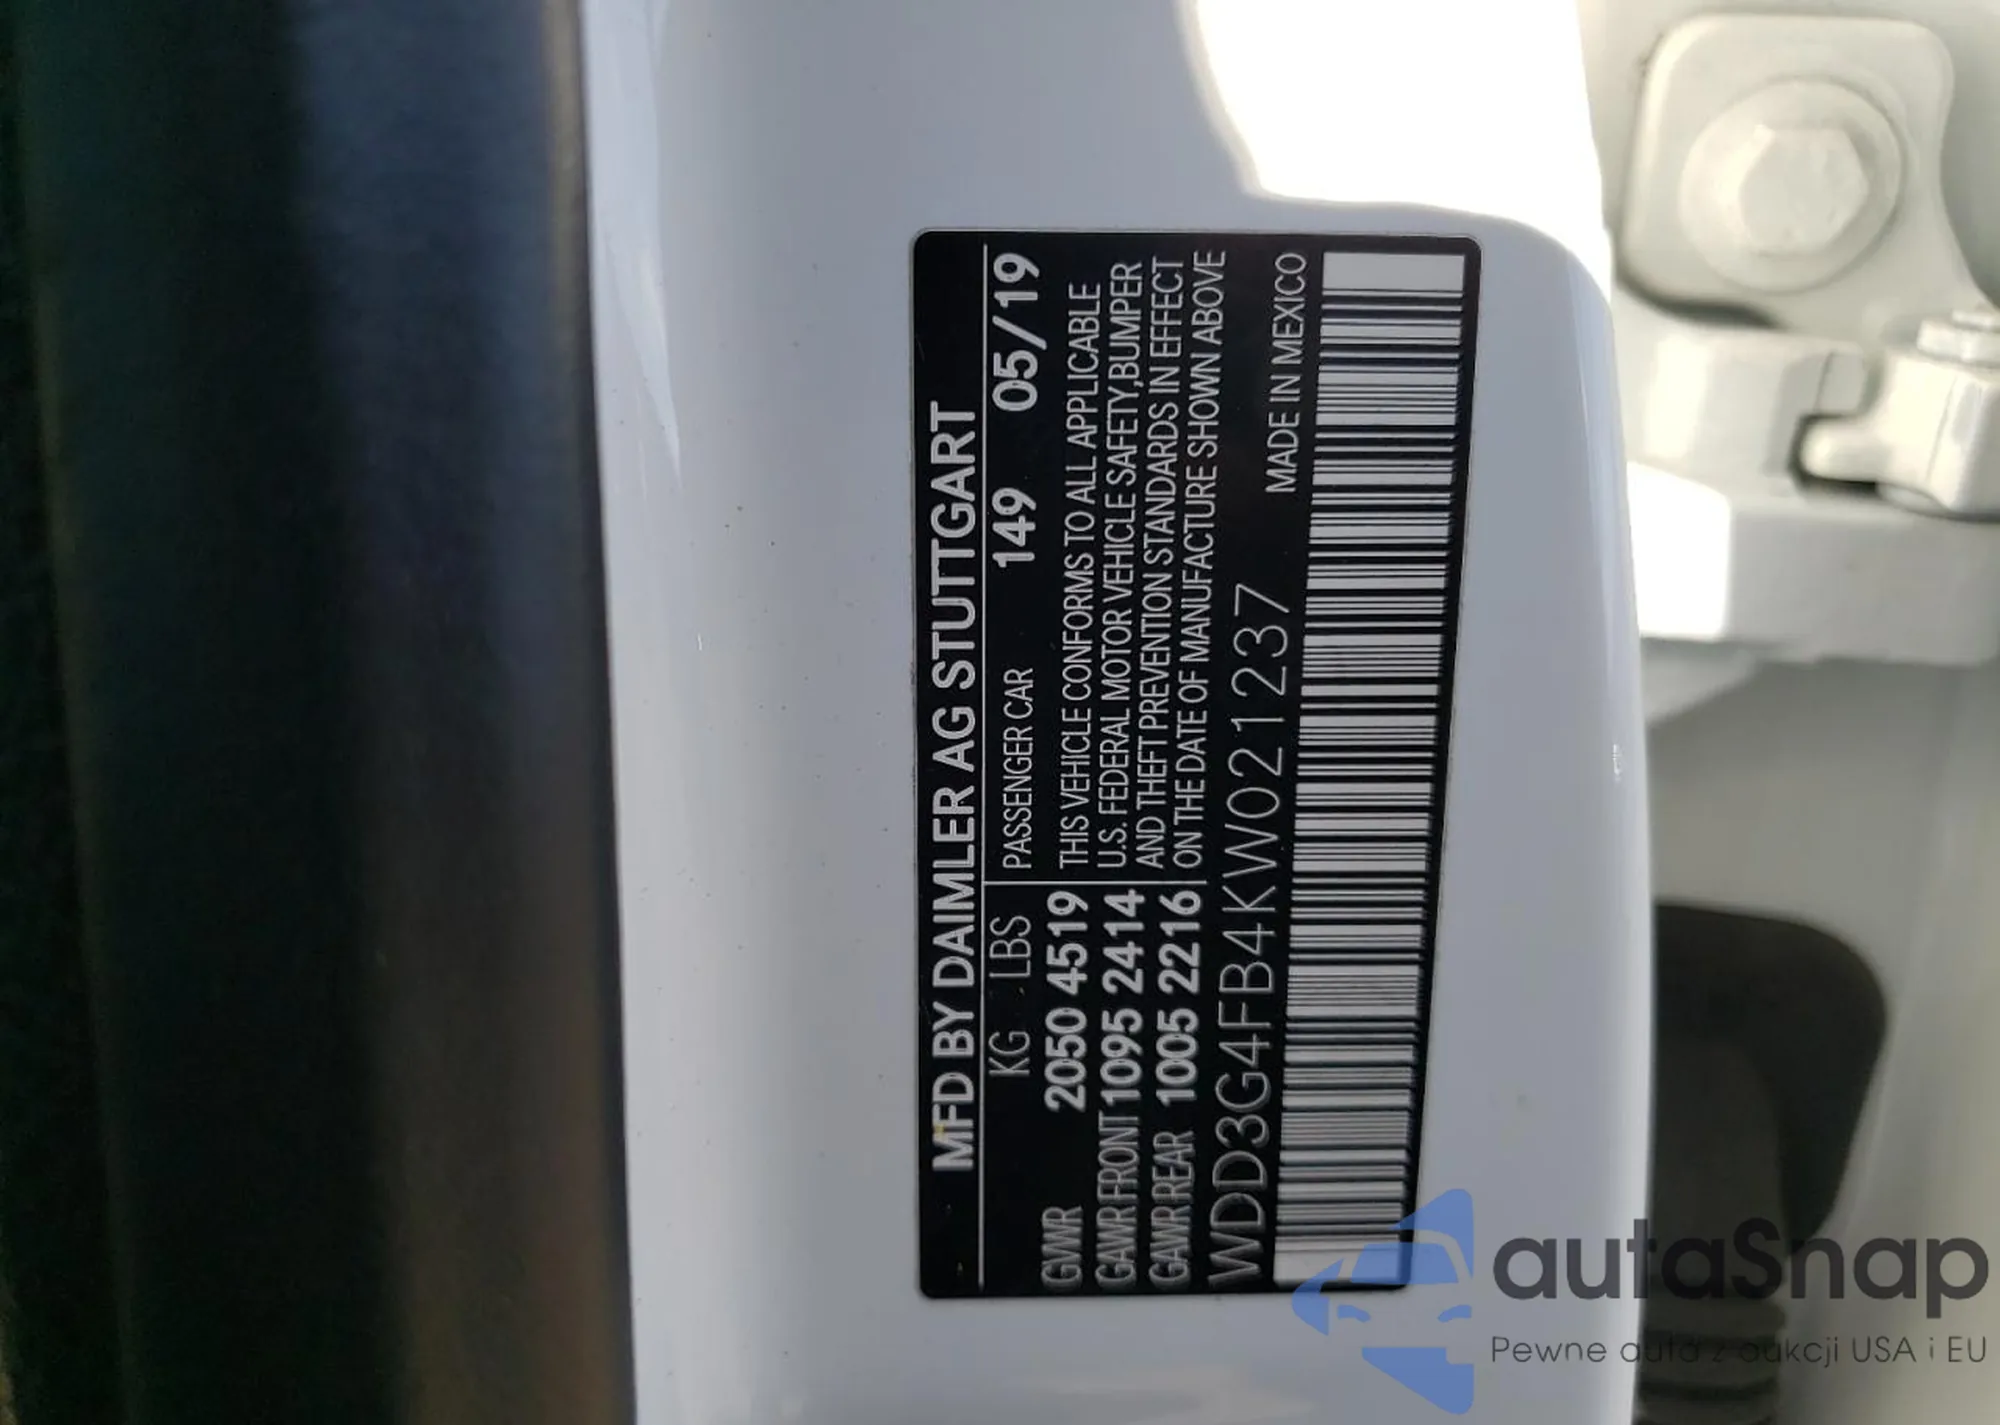 MFD BY DAIMLER AG STUTTGART
KG LBS
PASSENGER CAR 149 05/19
GVWR 2050 4519
GAWR FRONT 1095 2414
GAWR REAR 1005 2216
THIS VEHICLE CONFORMS TO ALL APPLICABLE
U.S. FEDERAL MOTOR VEHICLE SAFETY,BUMPER
AND THEFT PREVENTION STANDARDS IN EFFECT
ON THE DATE OF MANUFACTURE SHOWN ABOVE
WDD3G4FB4KW021237
MADE IN MEXICO
autaSnap
Pewne auta z aukcji USA i EU